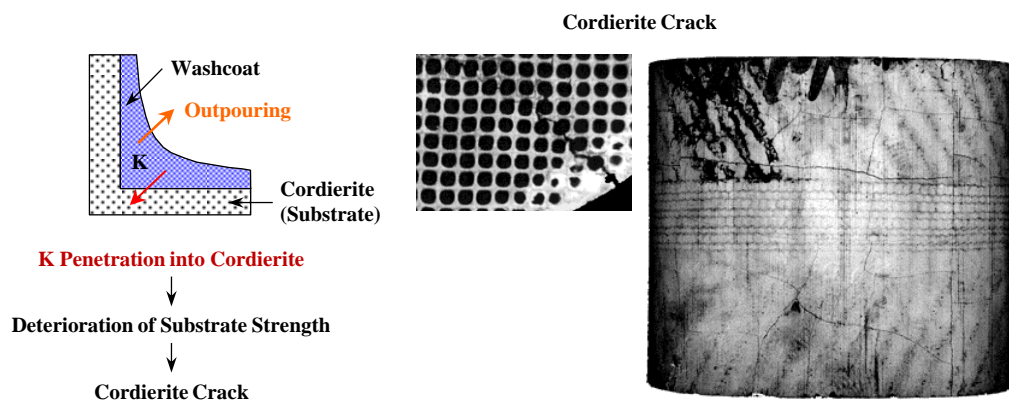 Cordierite Crack
Washcoat
Outpouring
K
Cordierite
(Substrate)
K Penetration into Cordierite
Deterioration of Substrate Strength
Cordierite Crack